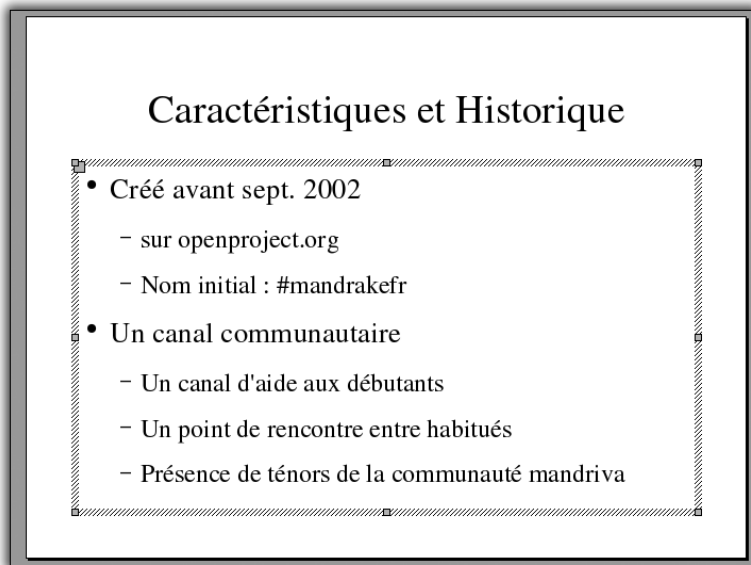 Caractéristiques et Historique
• Créé avant sept. 2002
– sur openproject.org
– Nom initial : #mandrakefr
• Un canal communautaire
– Un canal d'aide aux débutants
– Un point de rencontre entre habitués
– Présence de ténors de la communauté mandriva